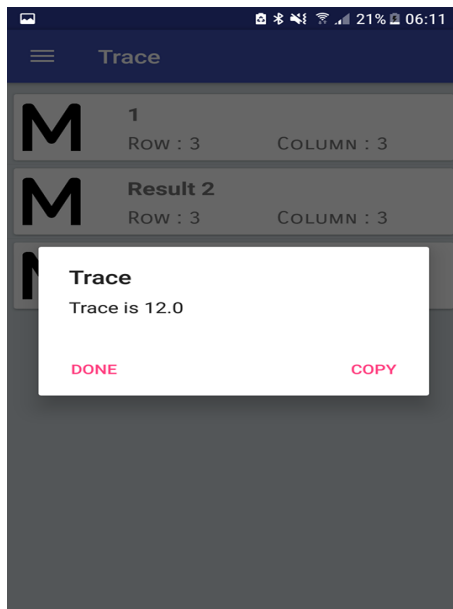 21% 06:11
Trace
M
1
Row : 3 Column : 3
M
Result 2
Row : 3 Column : 3
Trace
Trace is 12.0
DONE COPY